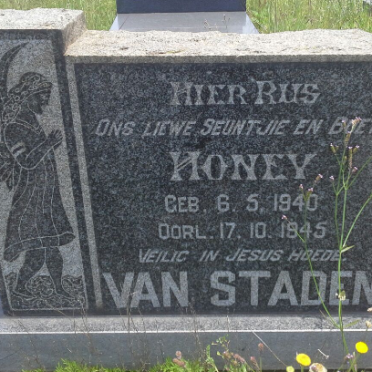 HIER RUS
ONS LIEWE SEUNTJIE EN
HONEY
GEB. 6. 5. 1940
OORL. 17. 10. 1945
VEILIG IN JESUS HOEDE
VAN STADEN